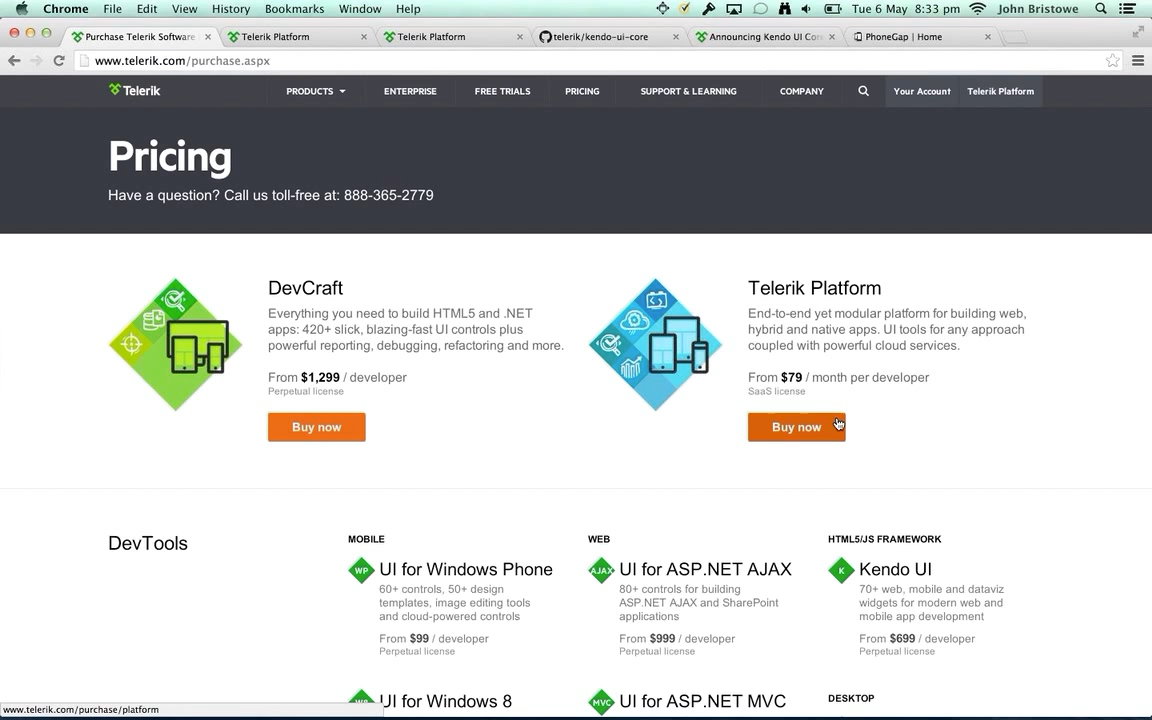 Chrome File Edit View History Bookmarks Window Help Tue 6 May 8:33 pm John Bristowe
Purchase Telerik Software Telerik Platform Telerik Platform telerik/kendo-ui-core Announcing Kendo UI Cor PhoneGap | Home
www.telerik.com/purchase.aspx
Telerik PRODUCTS ENTERPRISE FREE TRIALS PRICING SUPPORT & LEARNING COMPANY Your Account Telerik Platform
Pricing
Have a question? Call us toll-free at: 888-365-2779
DevCraft
Everything you need to build HTML5 and .NET
apps: 420+ slick, blazing-fast UI controls plus
powerful reporting, debugging, refactoring and more.
From $1,299 / developer
Perpetual license
Buy now
Telerik Platform
End-to-end yet modular platform for building web,
hybrid and native apps. UI tools for any approach
coupled with powerful cloud services.
From $79 / month per developer
SaaS license
Buy now
DevTools
MOBILE
WP UI for Windows Phone
60+ controls, 50+ design
templates, image editing tools
and cloud-powered controls
From $99 / developer
Perpetual license
UI for Windows 8
WEB
AJAX UI for ASP.NET AJAX
80+ controls for building
ASP.NET AJAX and SharePoint
applications
From $999 / developer
Perpetual license
MVC UI for ASP.NET MVC
HTML5/JS FRAMEWORK
K Kendo UI
70+ web, mobile and dataviz
widgets for modern web and
mobile app development
From $699 / developer
Perpetual license
DESKTOP
www.telerik.com/purchase/platform